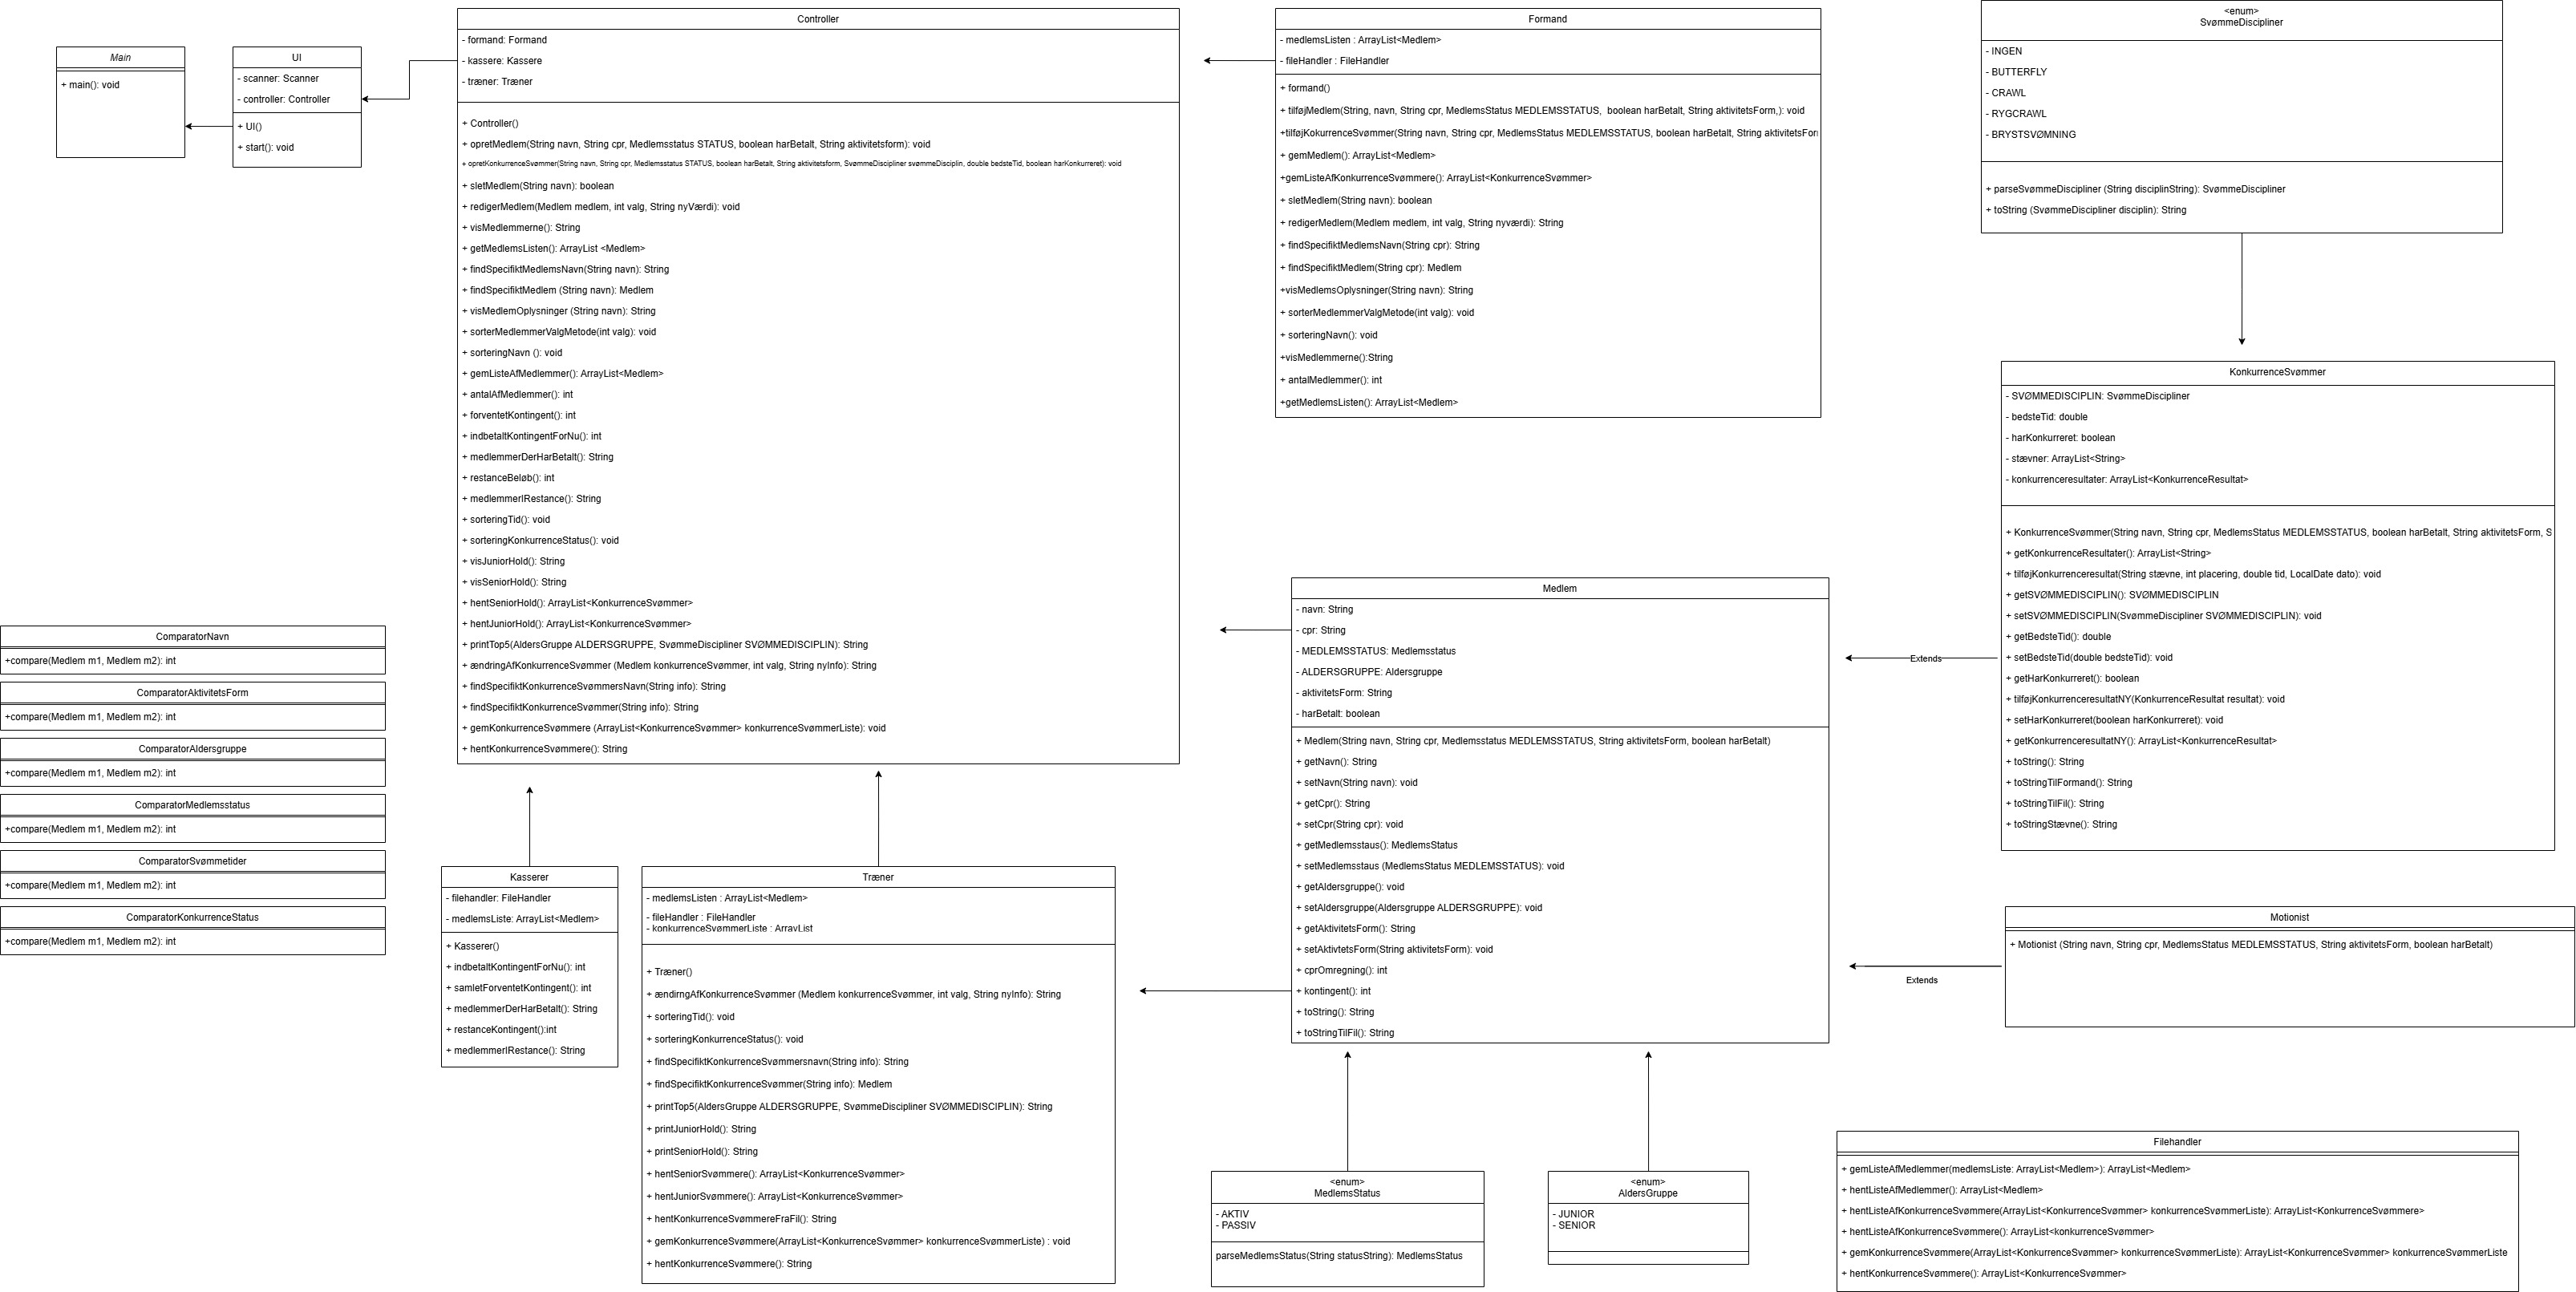 Main
+ main(): void
UI
- scanner: Scanner
- controller: Controller
+ UI()
+ start(): void
Controller
- formand: Formand
- kassere: Kassere
- træner: Træner
+ Controller()
+ opretMedlem(String navn, String cpr, Medlemsstatus STATUS, boolean harBetalt, String aktivitetsform): void
+ opretKonkurrenceSvømmer(String navn, String cpr, Medlemsstatus STATUS, boolean harBetalt, String aktivitetsform, SvømmeDiscipliner svømmeDisciplin, double bedsteTid, boolean harKonkurreret): void
+ sletMedlem(String navn): boolean
+ redigerMedlem(Medlem medlem, int valg, String nyVærdi): void
+ visMedlemmerne(): String
+ getMedlemsListen(): ArrayList <Medlem>
+ findSpecifiktMedlemsNavn(String navn): String
+ findSpecifiktMedlem (String navn): Medlem
+ visMedlemOplysninger (String navn): String
+ sorterMedlemmerValgMetode(int valg): void
+ sorteringNavn (): void
+ gemListeAfMedlemmer(): ArrayList<Medlem>
+ antalAfMedlemmer(): int
+ forventetKontingent(): int
+ indbetaltKontingentForNu(): int
+ medlemmerDerHarBetalt(): String
+ restanceBeløb(): int
+ medlemmerIRestance(): String
+ sorteringTid(): void
+ sorteringKonkurrenceStatus(): void
+ visJuniorHold(): String
+ visSeniorHold(): String
+ hentSeniorHold(): ArrayList<KonkurrenceSvømmer>
+ hentJuniorHold(): ArrayList<KonkurrenceSvømmer>
+ printTop5(AldersGruppe ALDERSGRUPPE, SvømmeDiscipliner SVØMMEDISCIPLIN): String
+ ændringAfKonkurrenceSvømmer (Medlem konkurrenceSvømmer, int valg, String nyInfo): String
+ findSpecifiktKonkurrenceSvømmersNavn(String info): String
+ findSpecifiktKonkurrenceSvømmer(String info): String
+ gemKonkurrenceSvømmere (ArrayList<KonkurrenceSvømmer> konkurrenceSvømmerListe): void
+ hentKonkurrenceSvømmere(): String
Formand
- medlemsListen : ArrayList<Medlem>
- fileHandler : FileHandler
+ formand()
+ tilføjMedlem(String, navn, String cpr, MedlemsStatus MEDLEMSSTATUS, boolean harBetalt, String aktivitetsForm,): void
+tilføjKokurrenceSvømmer(String navn, String cpr, MedlemsStatus MEDLEMSSTATUS, boolean harBetalt, String aktivitetsFor
+ gemMedlem(): ArrayList<Medlem>
+gemListeAfKonkurrenceSvømmere(): ArrayList<KonkurrenceSvømmer>
+ sletMedlem(String navn): boolean
+ redigerMedlem(Medlem medlem, int valg, String nyværdi): String
+ findSpecifiktMedlemsNavn(String cpr): String
+ findSpecifiktMedlem(String cpr): Medlem
+visMedlemsOplysninger(String navn): String
+ sorterMedlemmerValgMetode(int valg): void
+ sorteringNavn(): void
+visMedlemmerne():String
+ antalMedlemmer(): int
+getMedlemsListen(): ArrayList<Medlem>
<enum>
SvømmeDiscipliner
- INGEN
- BUTTERFLY
- CRAWL
- RYGCRAWL
- BRYSTSVØMNING
+ parseSvømmeDiscipliner (String disciplinString): SvømmeDiscipliner
+ toString (SvømmeDiscipliner disciplin): String
KonkurrenceSvømmer
- SVØMMEDISCIPLIN: SvømmeDiscipliner
- bedsteTid: double
- harKonkurreret: boolean
- stævner: ArrayList<String>
- konkurrenceresultater: ArrayList<KonkurrenceResultat>
+ KonkurrenceSvømmer(String navn, String cpr, MedlemsStatus MEDLEMSSTATUS, boolean harBetalt, String aktivitetsForm, S
+ getKonkurrenceResultater(): ArrayList<String>
+ tilføjKonkurrenceresultat(String stævne, int placering, double tid, LocalDate dato): void
+ getSVØMMEDISCIPLIN(): SVØMMEDISCIPLIN
+ setSVØMMEDISCIPLIN(SvømmeDiscipliner SVØMMEDISCIPLIN): void
+ getBedsteTid(): double
+ setBedsteTid(double bedsteTid): void
+ getHarKonkurreret(): boolean
+ tilføjKonkurrenceresultatNY(KonkurrenceResultat resultat): void
+ setHarKonkurreret(boolean harKonkurreret): void
+ getKonkurrenceresultatNY(): ArrayList<KonkurrenceResultat>
+ toString(): String
+ toStringTilFormand(): String
+ toStringTilFil(): String
+ toStringStævne(): String
Medlem
- navn: String
- cpr: String
- MEDLEMSSTATUS: Medlemsstatus
- ALDERSGRUPPE: Aldersgruppe
- aktivitetsForm: String
- harBetalt: boolean
+ Medlem(String navn, String cpr, Medlemsstatus MEDLEMSSTATUS, String aktivitetsForm, boolean harBetalt)
+ getNavn(): String
+ setNavn(String navn): void
+ getCpr(): String
+ setCpr(String cpr): void
+ getMedlemsstaus(): MedlemsStatus
+ setMedlemsstaus (MedlemsStatus MEDLEMSSTATUS): void
+ getAldersgruppe(): void
+ setAldersgruppe(Aldersgruppe ALDERSGRUPPE): void
+ getAktivitetsForm(): String
+ setAktivtetsForm(String aktivitetsForm): void
+ cprOmregning(): int
+ kontingent(): int
+ toString(): String
+ toStringTilFil(): String
Extends
Extends
ComparatorNavn
+compare(Medlem m1, Medlem m2): int
ComparatorAktivitetsForm
+compare(Medlem m1, Medlem m2): int
ComparatorAldersgruppe
+compare(Medlem m1, Medlem m2): int
ComparatorMedlemsstatus
+compare(Medlem m1, Medlem m2): int
ComparatorSvømmetider
+compare(Medlem m1, Medlem m2): int
ComparatorKonkurrenceStatus
+compare(Medlem m1, Medlem m2): int
Kasserer
- filehandler: FileHandler
- medlemsListe: ArrayList<Medlem>
+ Kasserer()
+ indbetaltKontingentForNu(): int
+ samletForventetKontingent(): int
+ medlemmerDerHarBetalt(): String
+ restanceKontingent():int
+ medlemmerIRestance(): String
Træner
- medlemsListen : ArrayList<Medlem>
- fileHandler : FileHandler
- konkurrenceSvømmerListe : ArrayList
+ Træner()
+ ændirngAfKonkurrenceSvømmer (Medlem konkurrenceSvømmer, int valg, String nyInfo): String
+ sorteringTid(): void
+ sorteringKonkurrenceStatus(): void
+ findSpecifiktKonkurrenceSvømmersnavn(String info): String
+ findSpecifiktKonkurrenceSvømmer(String info): Medlem
+ printTop5(AldersGruppe ALDERSGRUPPE, SvømmeDiscipliner SVØMMEDISCIPLIN): String
+ printJuniorHold(): String
+ printSeniorHold(): String
+ hentSeniorSvømmere(): ArrayList<KonkurrenceSvømmer>
+ hentJuniorSvømmere(): ArrayList<KonkurrenceSvømmer>
+ hentKonkurrenceSvømmereFraFil(): String
+ gemKonkurrenceSvømmere(ArrayList<KonkurrenceSvømmer> konkurrenceSvømmerListe) : void
+ hentKonkurrenceSvømmere(): String
Motionist
+ Motionist (String navn, String cpr, MedlemsStatus MEDLEMSSTATUS, String aktivitetsForm, boolean harBetalt)
<enum>
MedlemsStatus
- AKTIV
- PASSIV
parseMedlemsStatus(String statusString): MedlemsStatus
<enum>
AldersGruppe
- JUNIOR
- SENIOR
Filehandler
+ gemListeAfMedlemmer(medlemsListe: ArrayList<Medlem>): ArrayList<Medlem>
+ hentListeAfMedlemmer(): ArrayList<Medlem>
+ hentListeAfKonkurrenceSvømmere(ArrayList<KonkurrenceSvømmer> konkurrenceSvømmerListe): ArrayList<KonkurrenceSvømmere>
+ hentListeAfKonkurrenceSvømmere(): ArrayList<konkurrenceSvømmer>
+ gemKonkurrenceSvømmere(ArrayList<KonkurrenceSvømmer> konkurrenceSvømmerListe): ArrayList<KonkurrenceSvømmer> konkurrenceSvømmerListe
+ hentKonkurrenceSvømmere(): ArrayList<KonkurrenceSvømmer>